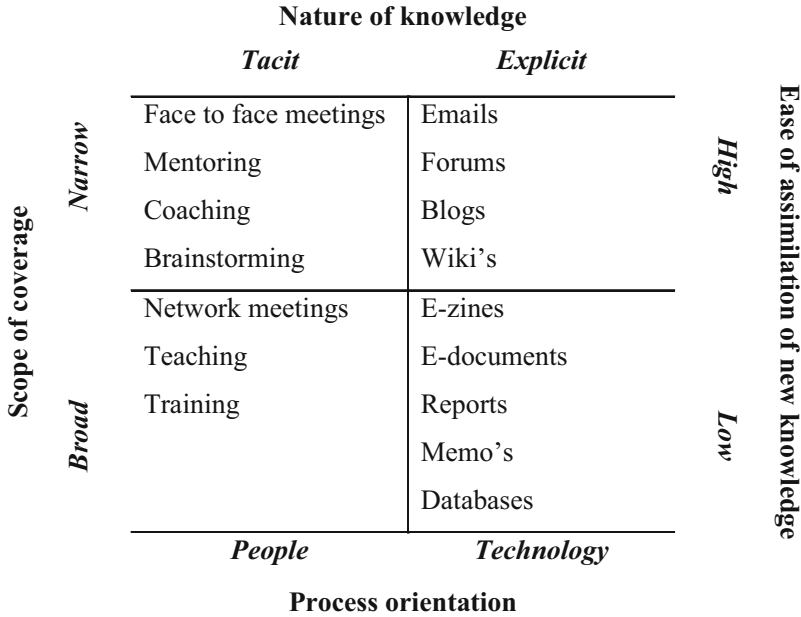 Nature of knowledge
Tacit Explicit
Scope of coverage
Narrow
Face to face meetings Emails
Mentoring Forums
Coaching Blogs
Brainstorming Wiki's
High
Ease of assimilation of new knowledge
Broad
Network meetings E-zines
Teaching E-documents
Training Reports
Memo's
Databases
Low
People Technology
Process orientation